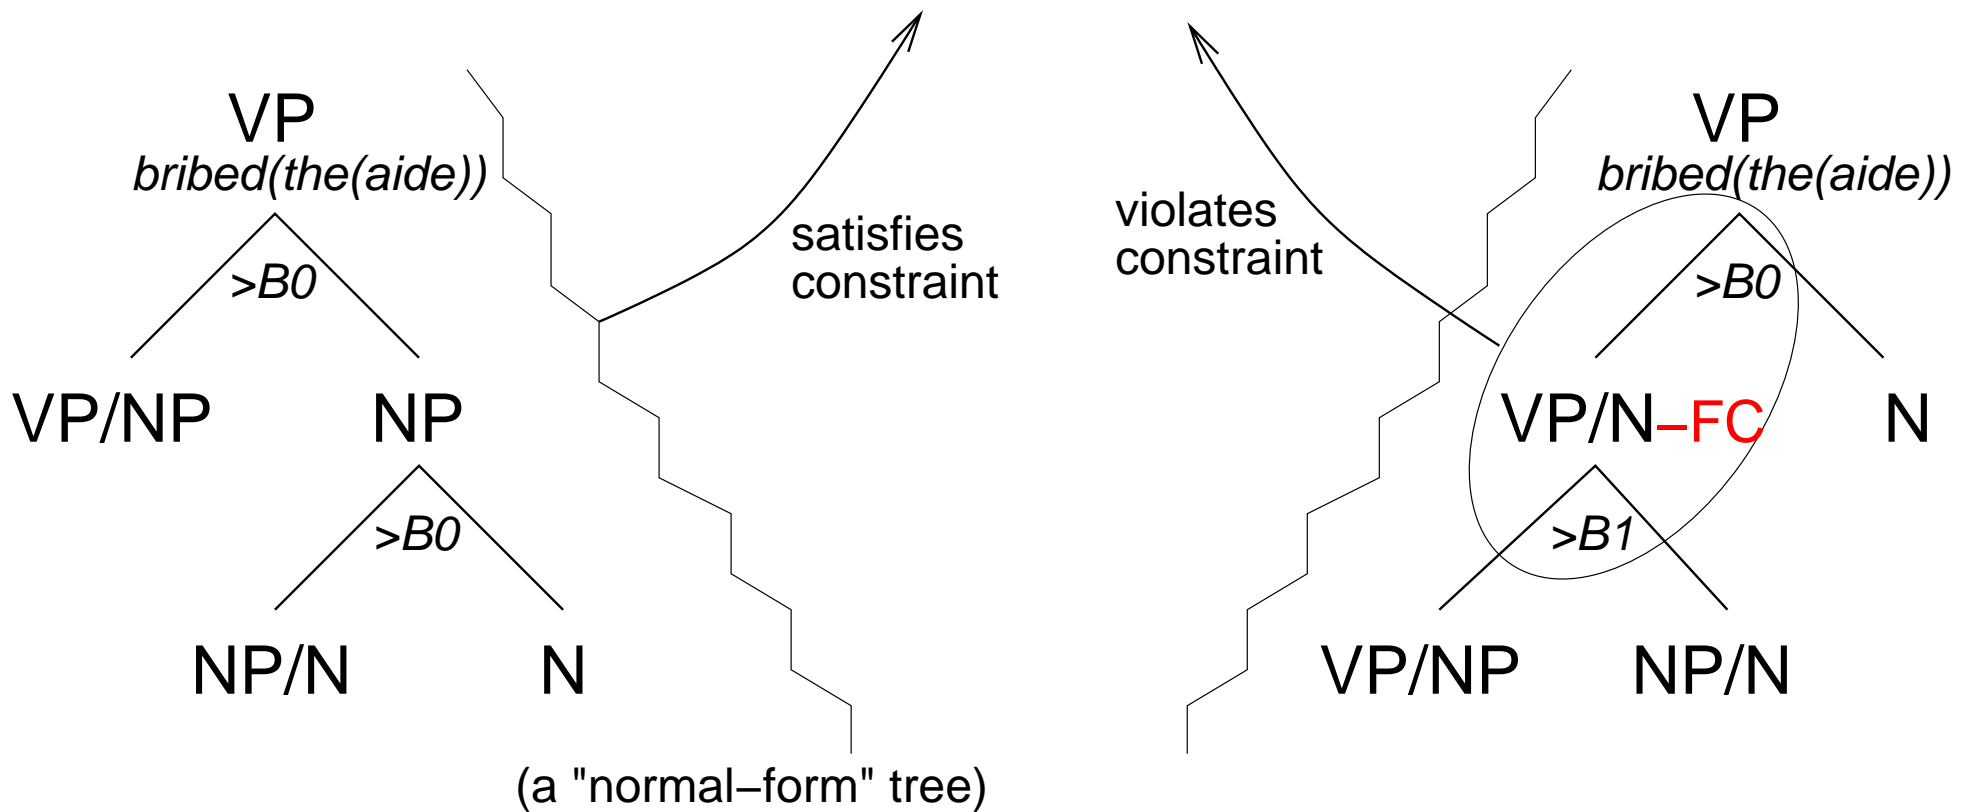 VP
bribed(the(aide))
>B0
VP/NP NP
>B0
NP/N N
(a "normal–form" tree)
satisfies
constraint
violates
constraint
VP
bribed(the(aide))
>B0
VP/N–FC N
>B1
VP/NP NP/N